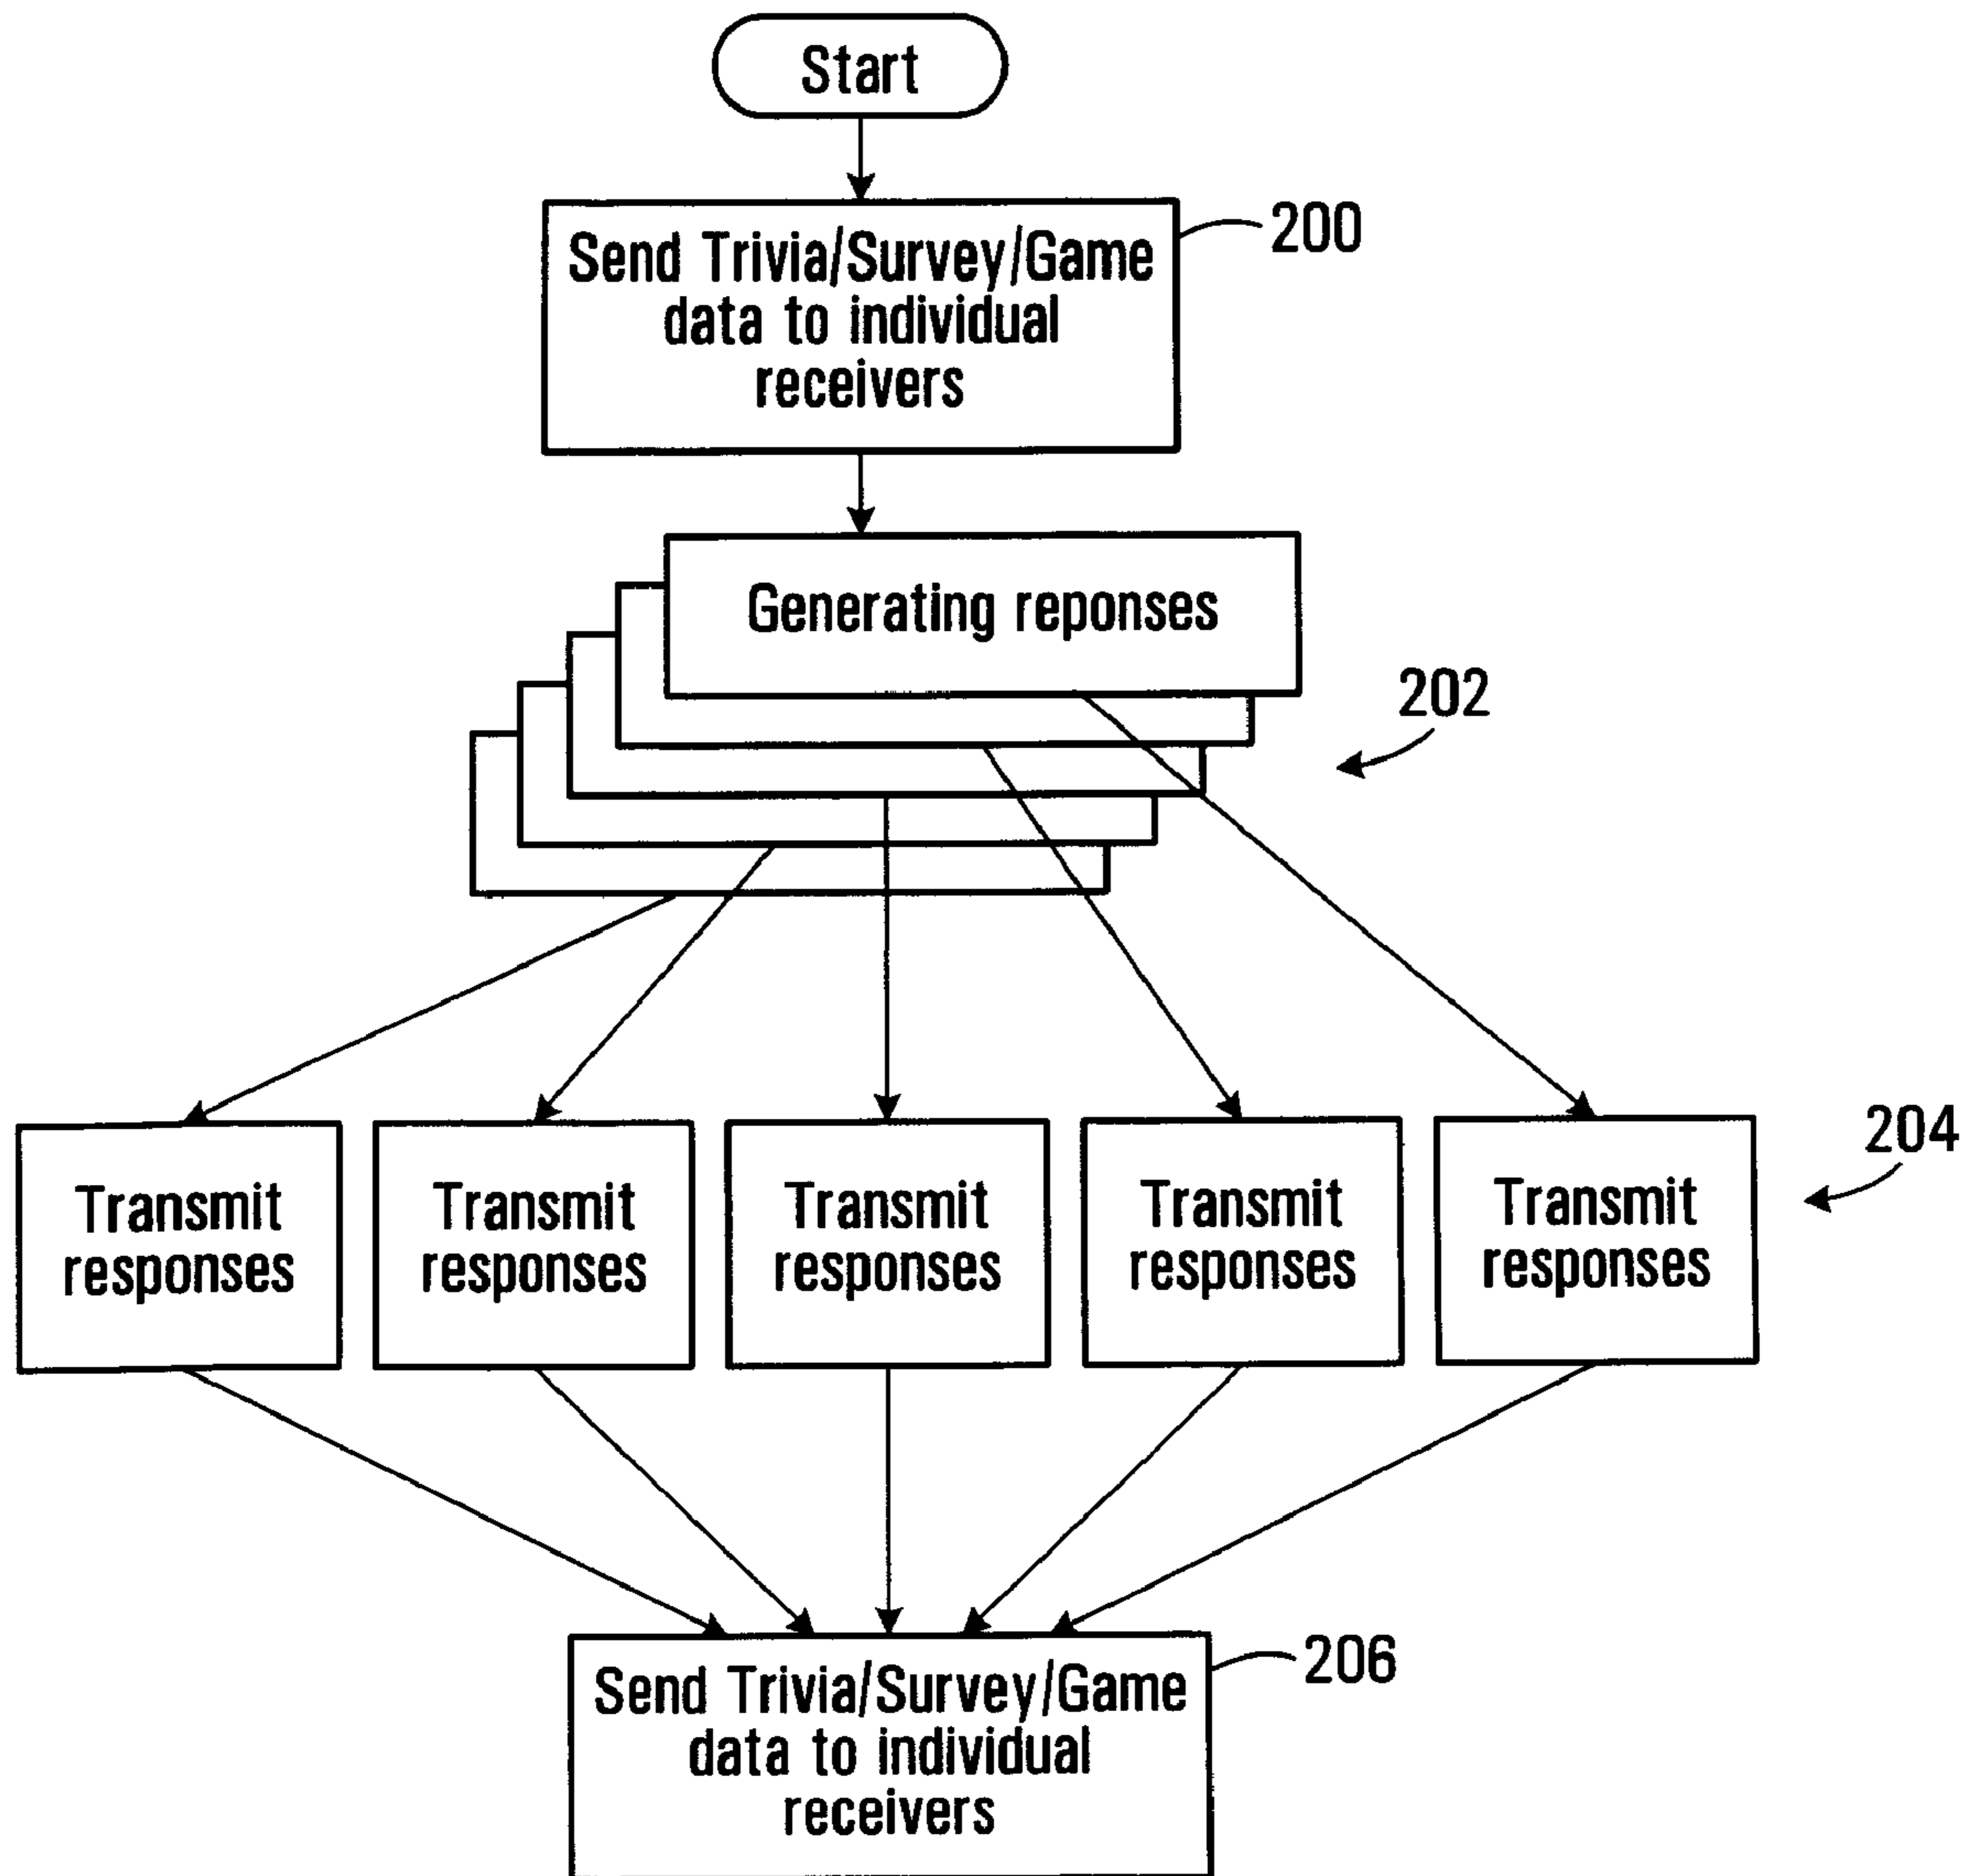 Start
200
Send Trivia/Survey/Game
data to individual
receivers
Generating reponses
202
204
Transmit
responses
Transmit
responses
Transmit
responses
Transmit
responses
Transmit
responses
206
Send Trivia/Survey/Game
data to individual
receivers